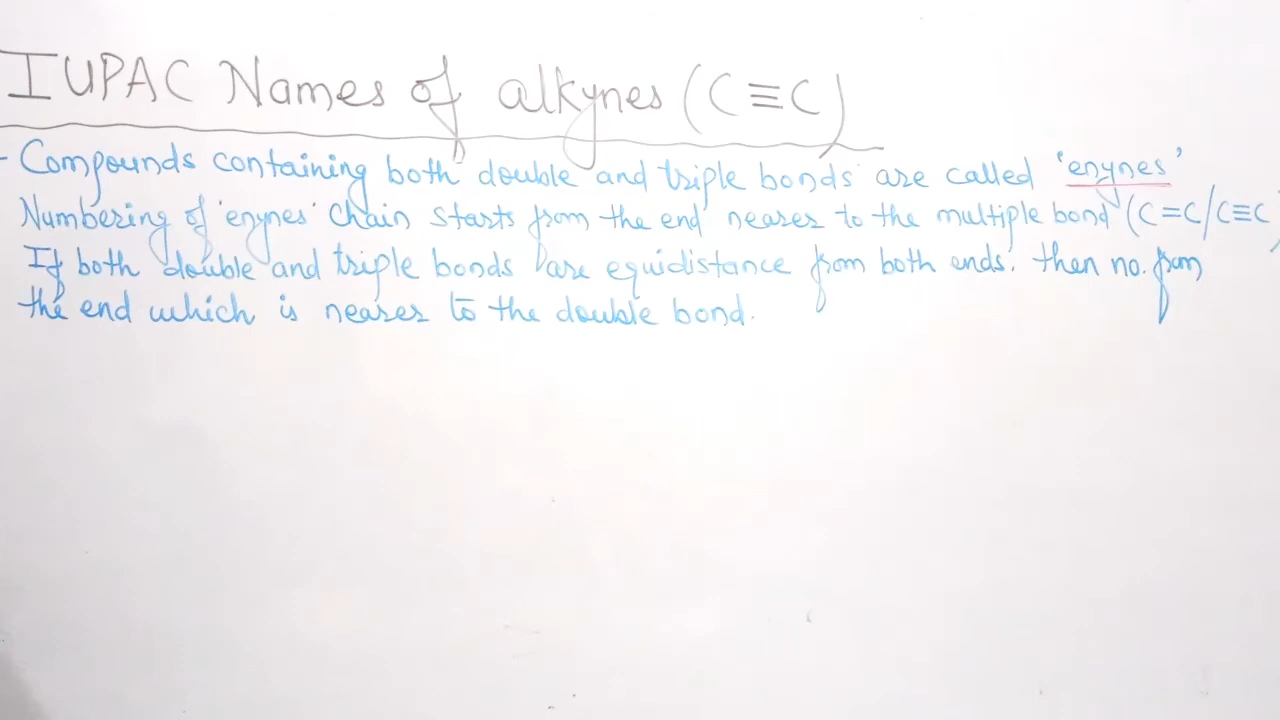 IUPAC Names of alkynes (C≡C)
- Compounds containing both double and triple bonds are called 'enynes'
Numbering of 'enynes' chain starts from the end nearer to the multiple bond (C=C/C≡C
If both double and triple bonds are equidistance from both ends. then no. from
the end which is nearer to the double bond.